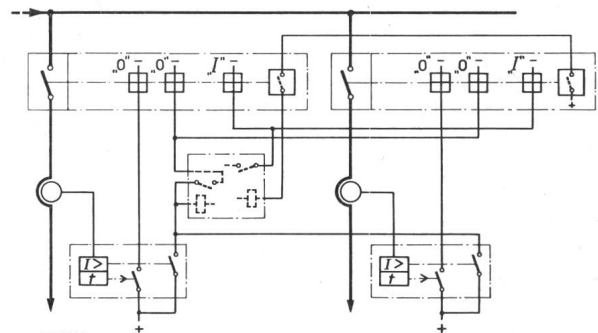 „0" „0" „I" „0" „0" „I"
+
I> I>
t t
+ +